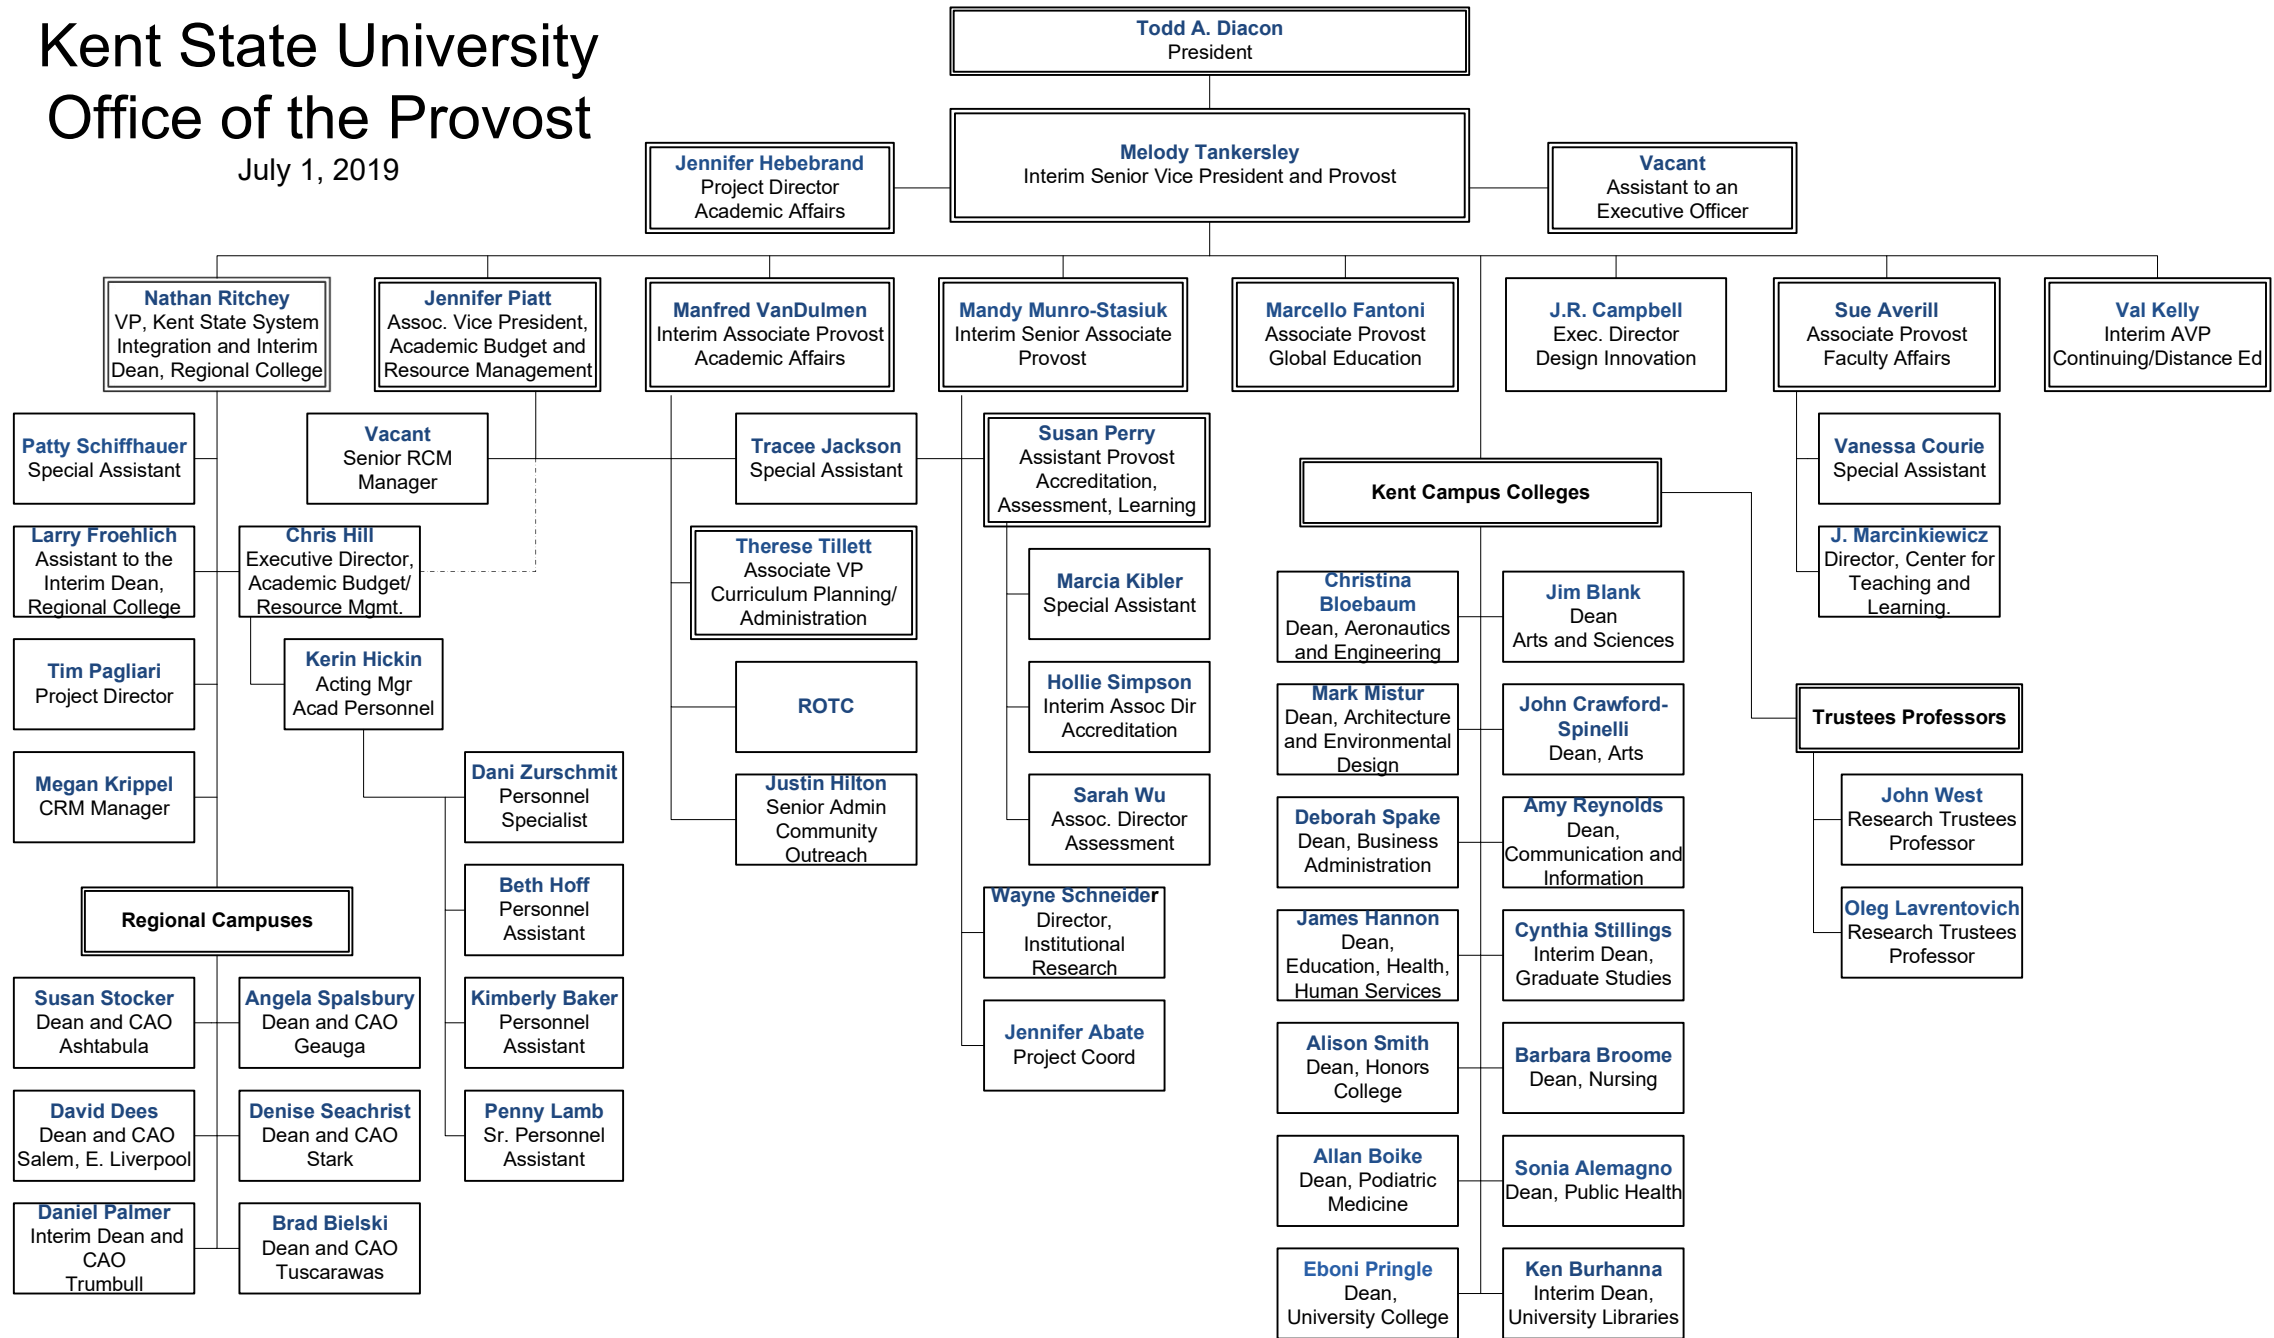 Kent State University
Office of the Provost
July 1, 2019
Todd A. Diacon
President
Melody Tankersley
Interim Senior Vice President and Provost
Jennifer Hebebrand
Project Director
Academic Affairs
Vacant
Assistant to an
Executive Officer
Nathan Ritchey
VP, Kent State System
Integration and Interim
Dean, Regional College
Jennifer Piatt
Assoc. Vice President,
Academic Budget and
Resource Management
Manfred VanDulmen
Interim Associate Provost
Academic Affairs
Mandy Munro-Stasiuk
Interim Senior Associate
Provost
Marcello Fantoni
Associate Provost
Global Education
J.R. Campbell
Exec. Director
Design Innovation
Sue Averill
Associate Provost
Faculty Affairs
Val Kelly
Interim AVP
Continuing/Distance Ed
Patty Schiffhauer
Special Assistant
Vacant
Senior RCM
Manager
Tracee Jackson
Special Assistant
Susan Perry
Assistant Provost
Accreditation,
Assessment, Learning
Kent Campus Colleges
Vanessa Courie
Special Assistant
Larry Froehlich
Assistant to the
Interim Dean,
Regional College
Chris Hill
Executive Director,
Academic Budget/
Resource Mgmt.
Therese Tillett
Associate VP
Curriculum Planning/
Administration
Marcia Kibler
Special Assistant
J. Marcinkiewicz
Director, Center for
Teaching and
Learning.
Christina
Bloebaum
Dean, Aeronautics
and Engineering
Jim Blank
Dean
Arts and Sciences
Tim Pagliari
Project Director
Kerin Hickin
Acting Mgr
Acad Personnel
ROTC
Hollie Simpson
Interim Assoc Dir
Accreditation
Mark Mistur
Dean, Architecture
and Environmental
Design
John Crawford-
Spinelli
Dean, Arts
Trustees Professors
Megan Krippel
CRM Manager
Dani Zurschmit
Personnel
Specialist
Justin Hilton
Senior Admin
Community
Outreach
Sarah Wu
Assoc. Director
Assessment
Deborah Spake
Dean, Business
Administration
Amy Reynolds
Dean,
Communication and
Information
John West
Research Trustees
Professor
Regional Campuses
Beth Hoff
Personnel
Assistant
Wayne Schneider
Director,
Institutional
Research
James Hannon
Dean,
Education, Health,
Human Services
Cynthia Stillings
Interim Dean,
Graduate Studies
Oleg Lavrentovich
Research Trustees
Professor
Susan Stocker
Dean and CAO
Ashtabula
Angela Spalsbury
Dean and CAO
Geauga
Kimberly Baker
Personnel
Assistant
Jennifer Abate
Project Coord
Alison Smith
Dean, Honors
College
Barbara Broome
Dean, Nursing
David Dees
Dean and CAO
Salem, E. Liverpool
Denise Seachrist
Dean and CAO
Stark
Penny Lamb
Sr. Personnel
Assistant
Allan Boike
Dean, Podiatric
Medicine
Sonia Alemagno
Dean, Public Health
Daniel Palmer
Interim Dean and
CAO
Trumbull
Brad Bielski
Dean and CAO
Tuscarawas
Eboni Pringle
Dean,
University College
Ken Burhanna
Interim Dean,
University Libraries